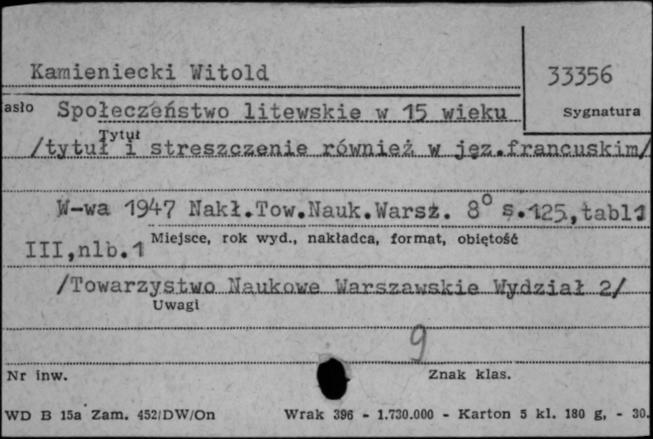 Kamieniecki Witold
33356
asło Społeczeństwo litewskie w 15 wieku
Sygnatura
Tytuł
/tytuł i streszczenie również w jęz.francuskim/
W-wa 1947 Nakł.Tow.Nauk.Warsz. 8° s.125,tabl1
Miejsce, rok wyd., nakładca, format, obiętość
III,nlb.1
/Towarzystwo Naukowe Warszawskie Wydział 2/
Uwagi
9
Nr inw.
Znak klas.
WD B 15a Zam. 452/DW/On Wrak 396 - 1.730.000 - Karton 5 kl. 180 g, - 30.